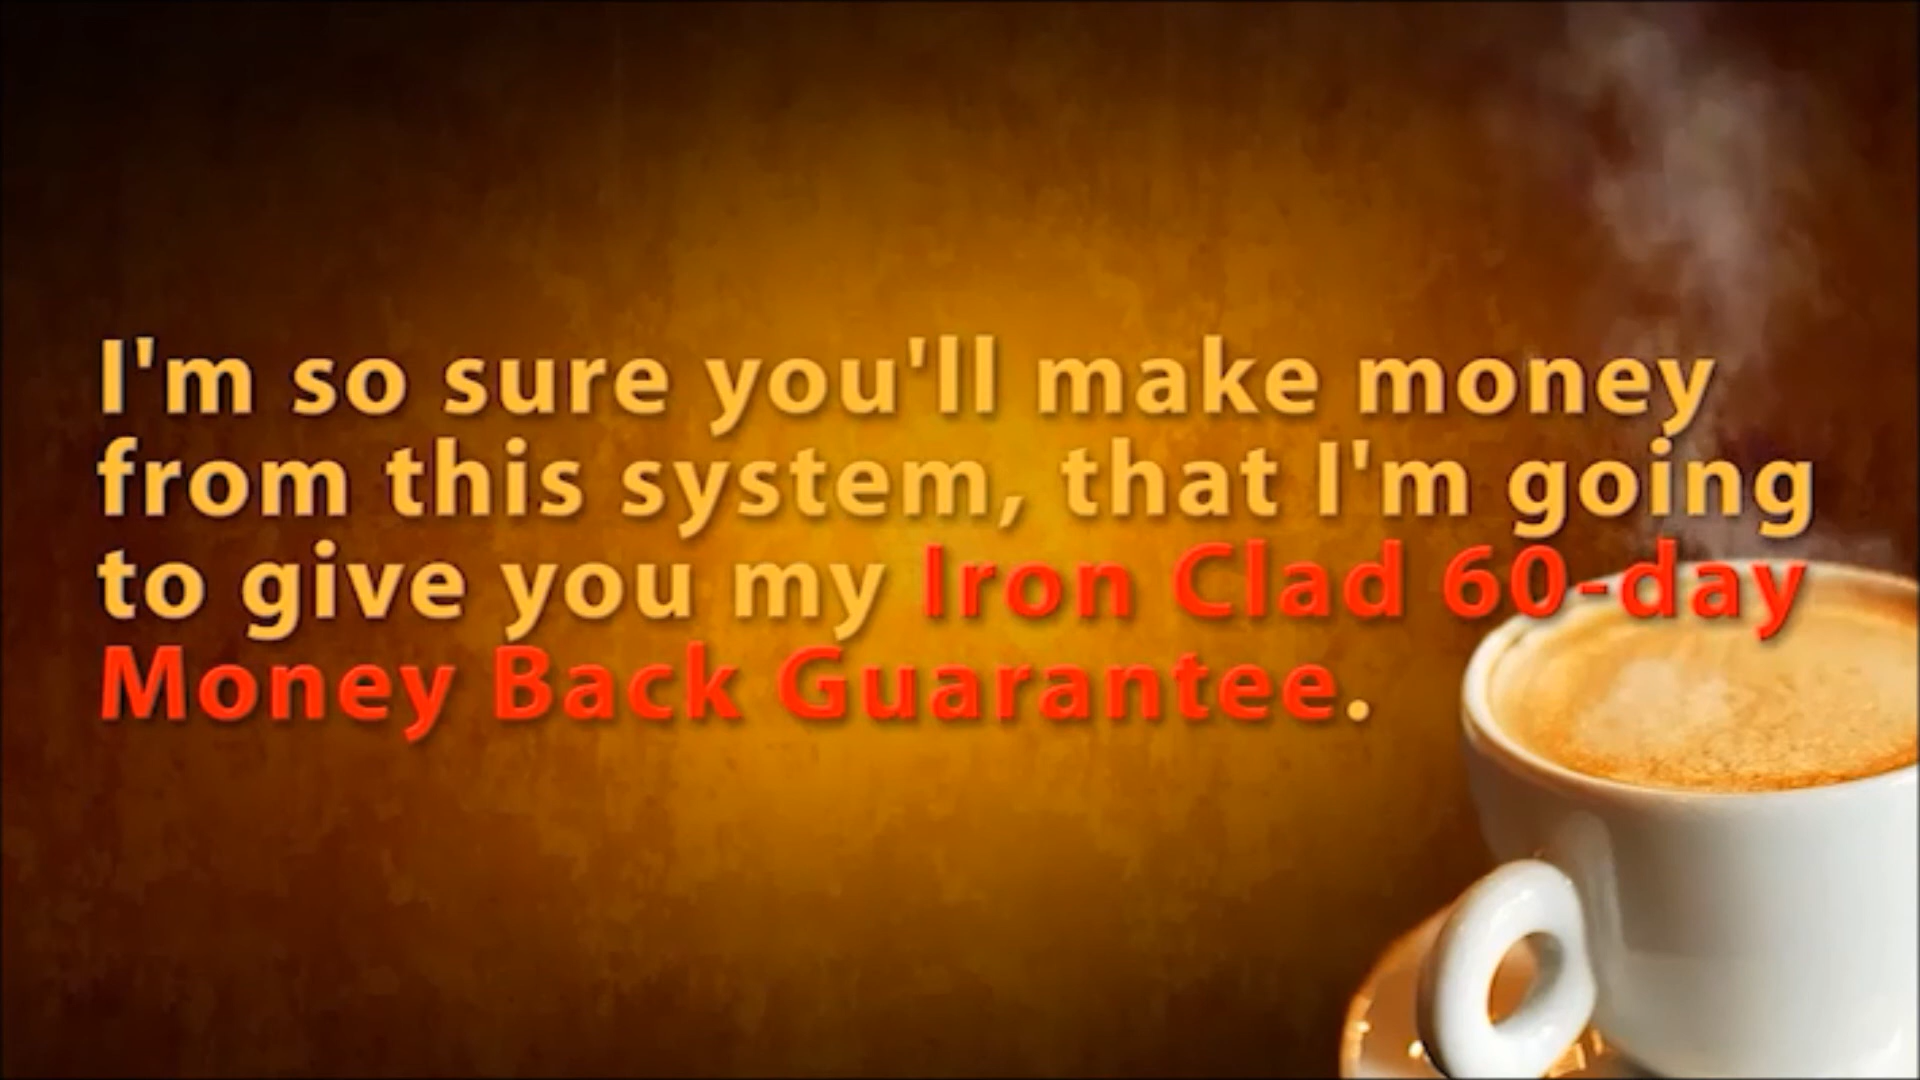 I'm so sure you'll make money
from this system, that I'm going
to give you my Iron Clad 60-day
Money Back Guarantee.